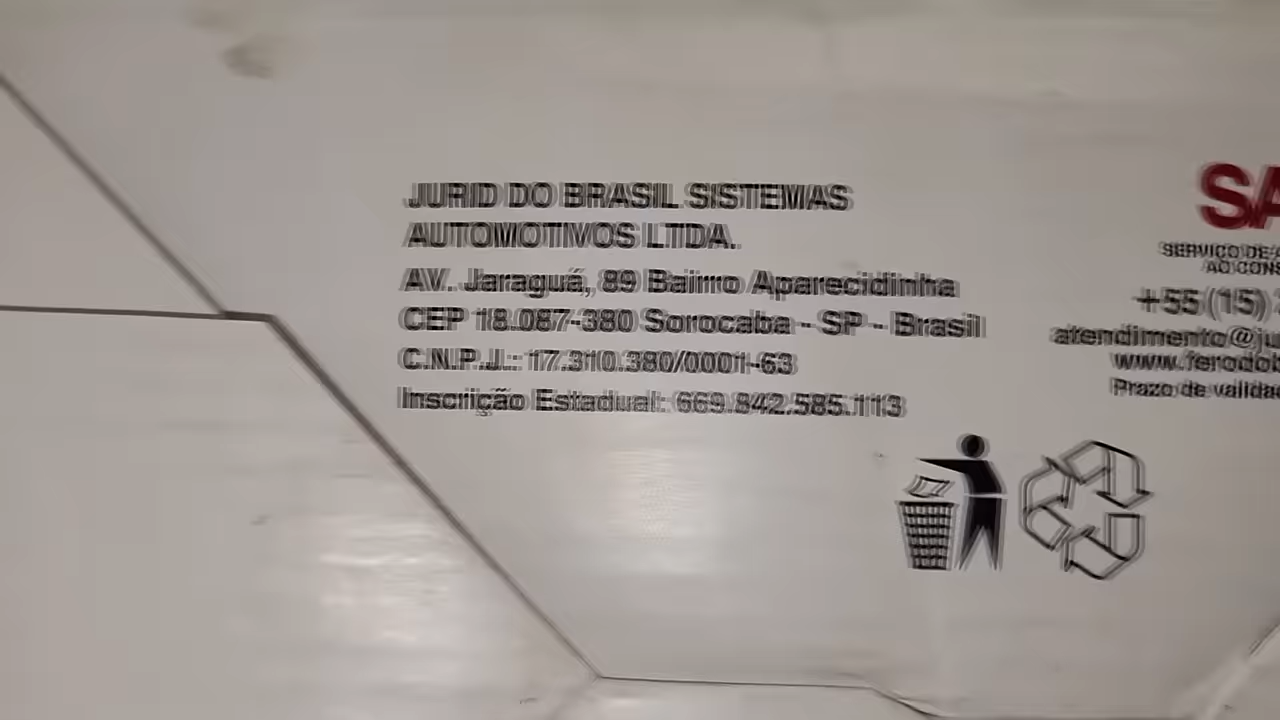 JURID DO BRASIL SISTEMAS
AUTOMOTIVOS LTDA.
AV. Jaraguá, 89 Bairro Aparecidinha
CEP 18.087-380 Sorocaba - SP - Brasil
C.N.P.J.: 17.310.380/0001-63
Inscrição Estadual: 669.842.585.113
SA
SERVIÇO DE
AO CONS
+55 (15)
atendimento@ju
www.ferodob
Prazo de valida